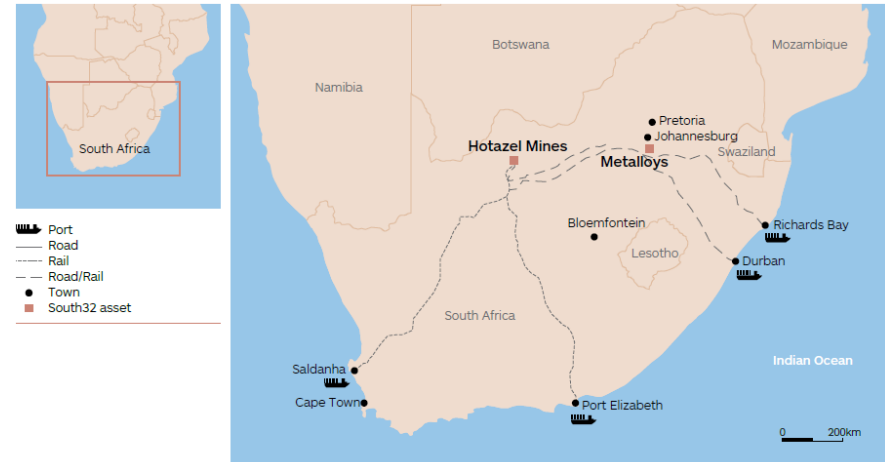 South Africa
Port
Road
Rail
Road/Rail
Town
South32 asset
Botswana
Mozambique
Namibia
Pretoria
Johannesburg
Hotazel Mines
Metalloys
Swaziland
Bloemfontein
Richards Bay
Lesotho
Durban
South Africa
Indian Ocean
Saldanha
Cape Town
Port Elizabeth
0 200km